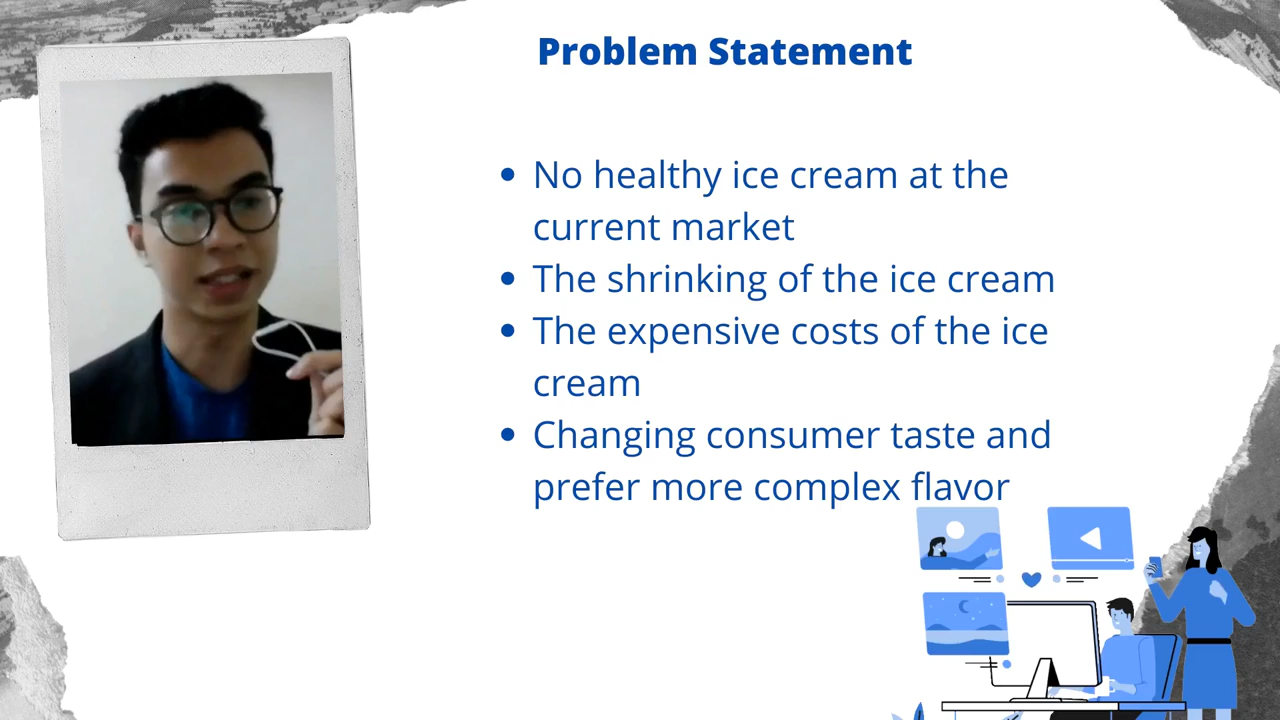 Problem Statement
No healthy ice cream at the
current market
The shrinking of the ice cream
The expensive costs of the ice
cream
Changing consumer taste and
prefer more complex flavor